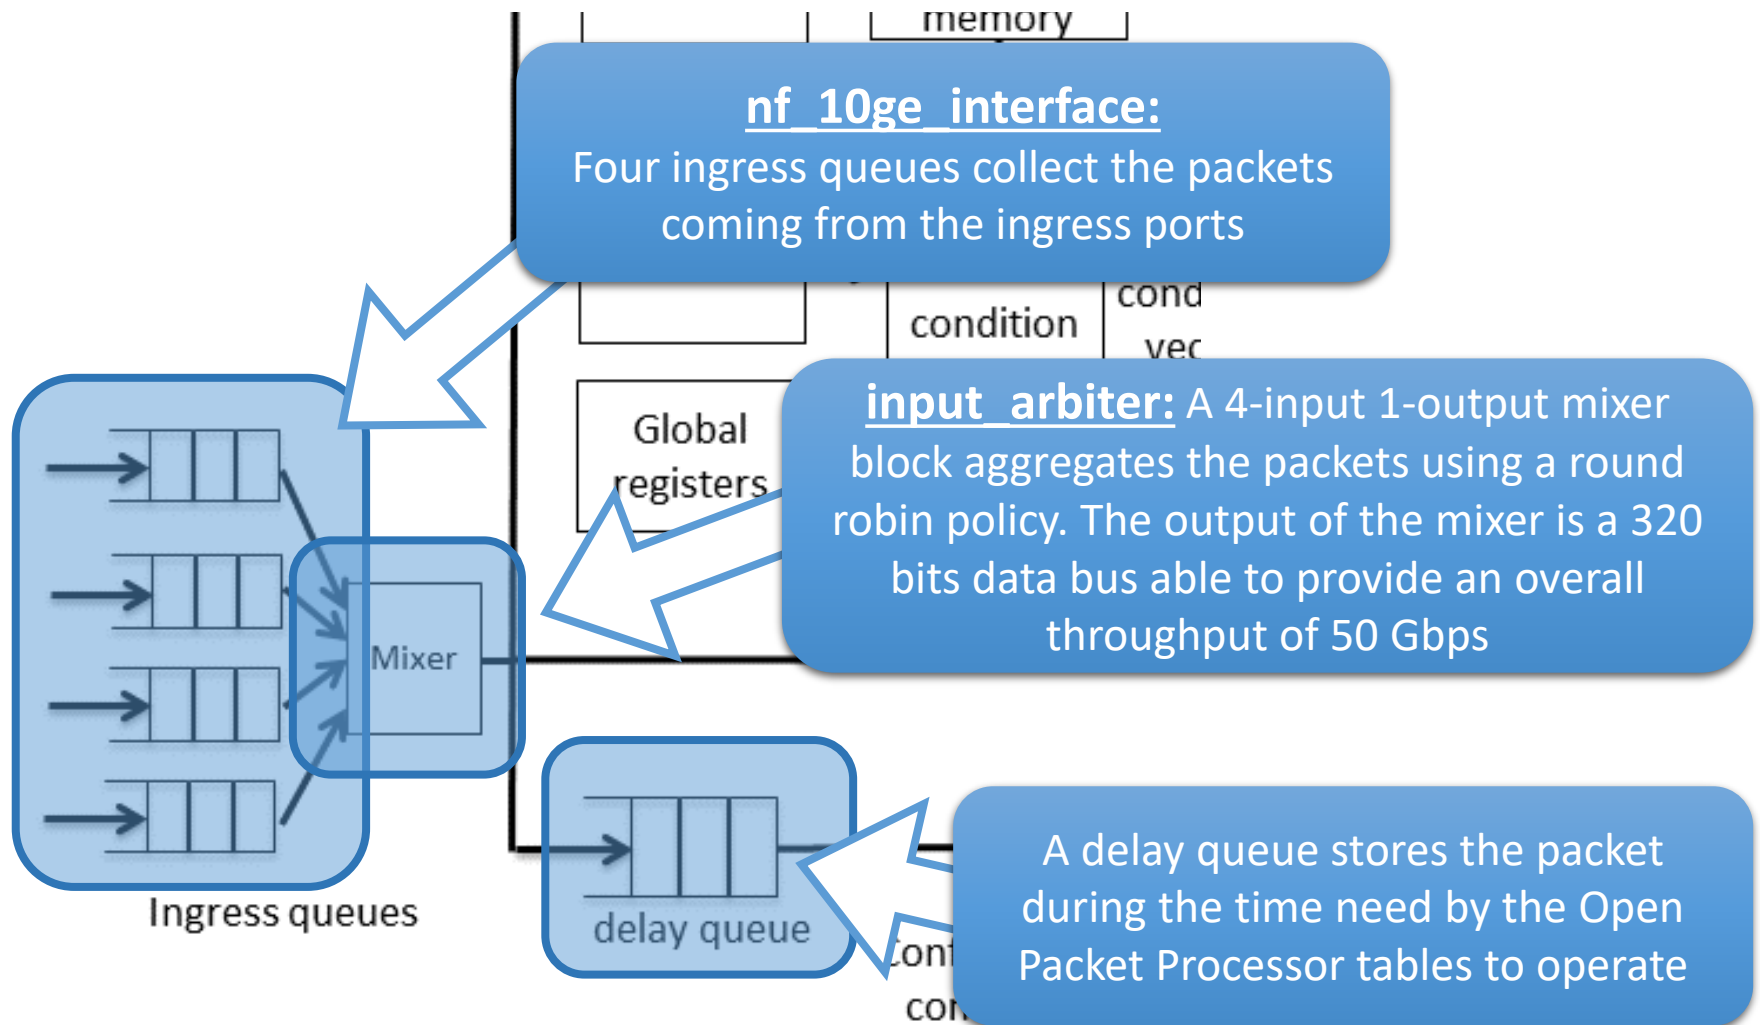 memory
nf_10ge_interface:
Four ingress queues collect the packets
coming from the ingress ports
condition
Global
registers
input_arbiter: A 4-input 1-output mixer
block aggregates the packets using a round
robin policy. The output of the mixer is a 320
bits data bus able to provide an overall
throughput of 50 Gbps
Mixer
Ingress queues
delay queue
A delay queue stores the packet
during the time need by the Open
Packet Processor tables to operate